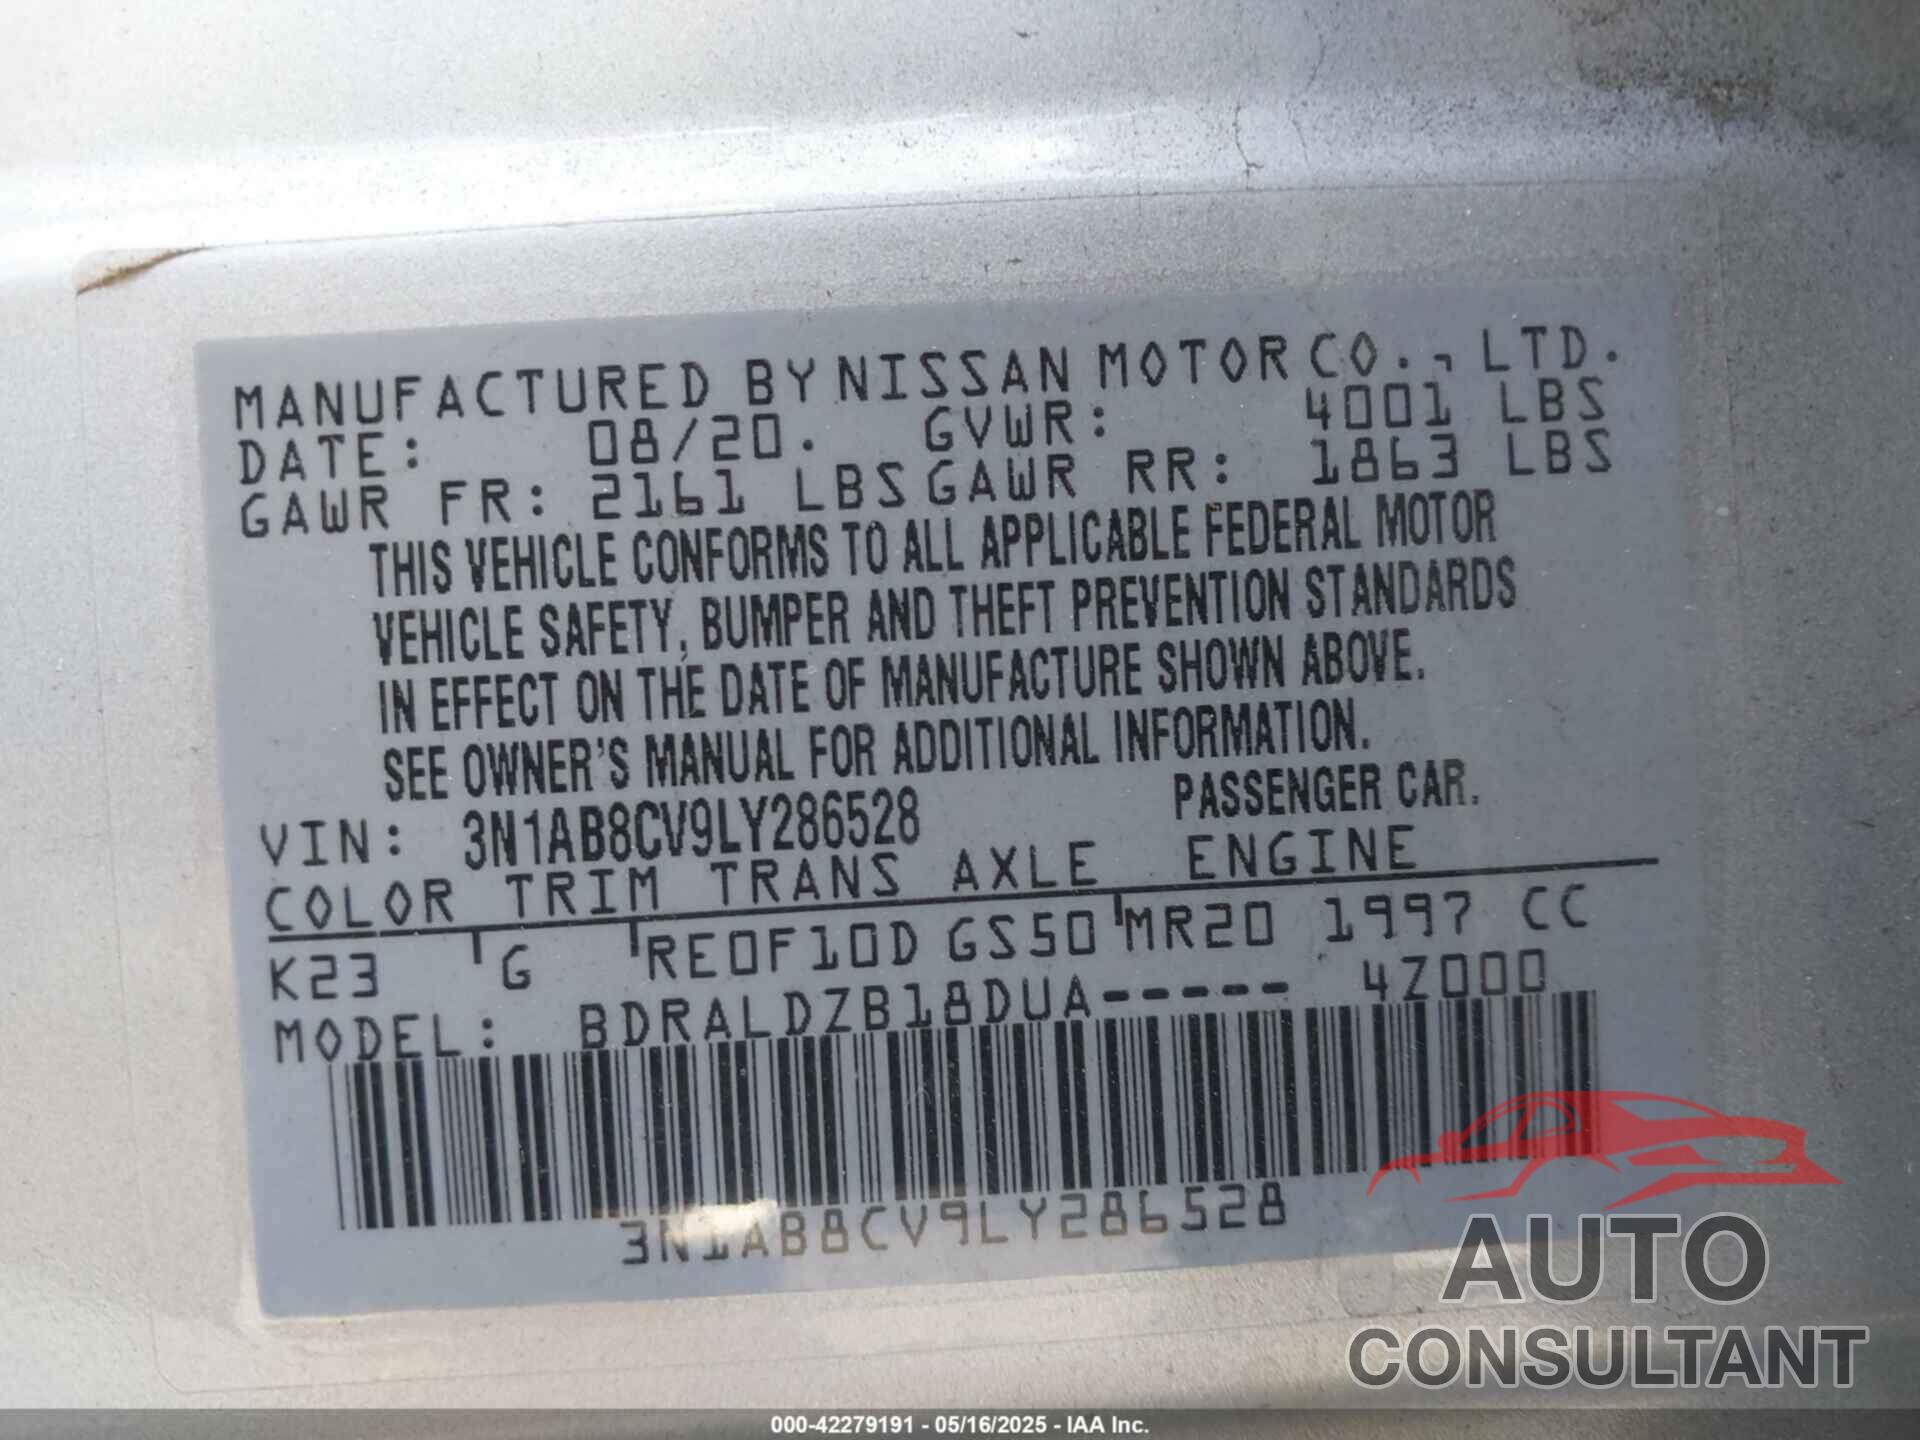 MANUFACTURED BY NISSAN MOTOR CO., LTD.
DATE: 08/20. GVWR: 4001 LBS
GAWR FR: 2161 LBS GAWR RR: 1863 LBS
THIS VEHICLE CONFORMS TO ALL APPLICABLE FEDERAL MOTOR
VEHICLE SAFETY, BUMPER AND THEFT PREVENTION STANDARDS
IN EFFECT ON THE DATE OF MANUFACTURE SHOWN ABOVE.
SEE OWNER'S MANUAL FOR ADDITIONAL INFORMATION.
VIN: 3N1AB8CV9LY286528 PASSENGER CAR.
COLOR TRIM TRANS AXLE ENGINE
K23 G RE0F10D GS50 MR20 1997 CC
MODEL: BDRALDZB18DUA----- 4Z000
3N1AB8CV9LY286528
AUTO
CONSULTANT
000-42279191 - 05/16/2025 - IAA Inc.